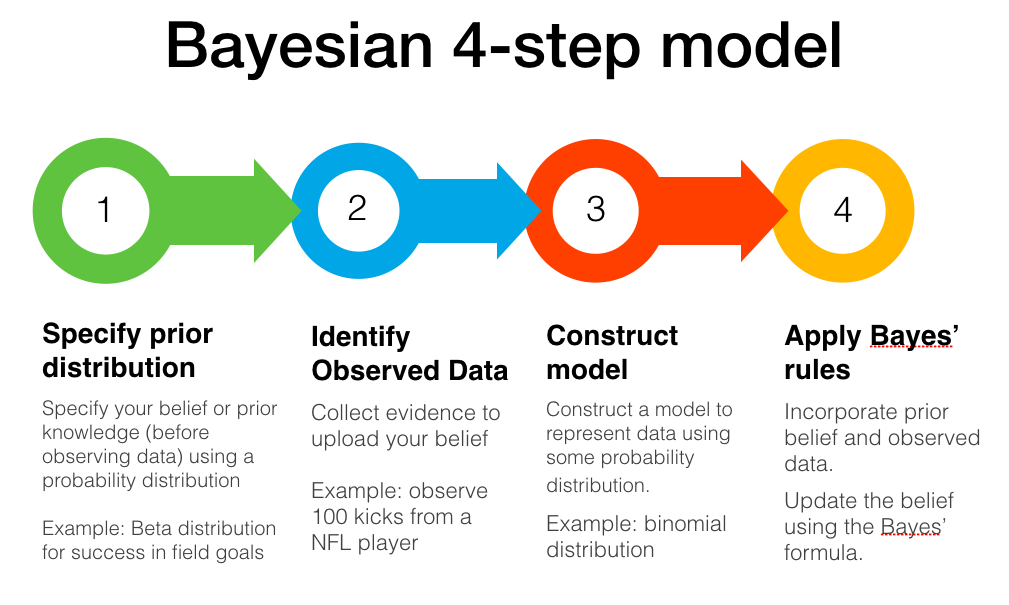 Bayesian 4-step model
1
2
3
4
Specify prior
distribution
Specify your belief or prior
knowledge (before
observing data) using a
probability distribution
Example: Beta distribution
for success in field goals
Identify
Observed Data
Collect evidence to
upload your belief
Example: observe
100 kicks from a
NFL player
Construct
model
Construct a model to
represent data using
some probability
distribution.
Example: binomial
distribution
Apply Bayes’
rules
Incorporate prior
belief and observed
data.
Update the belief
using the Bayes’
formula.